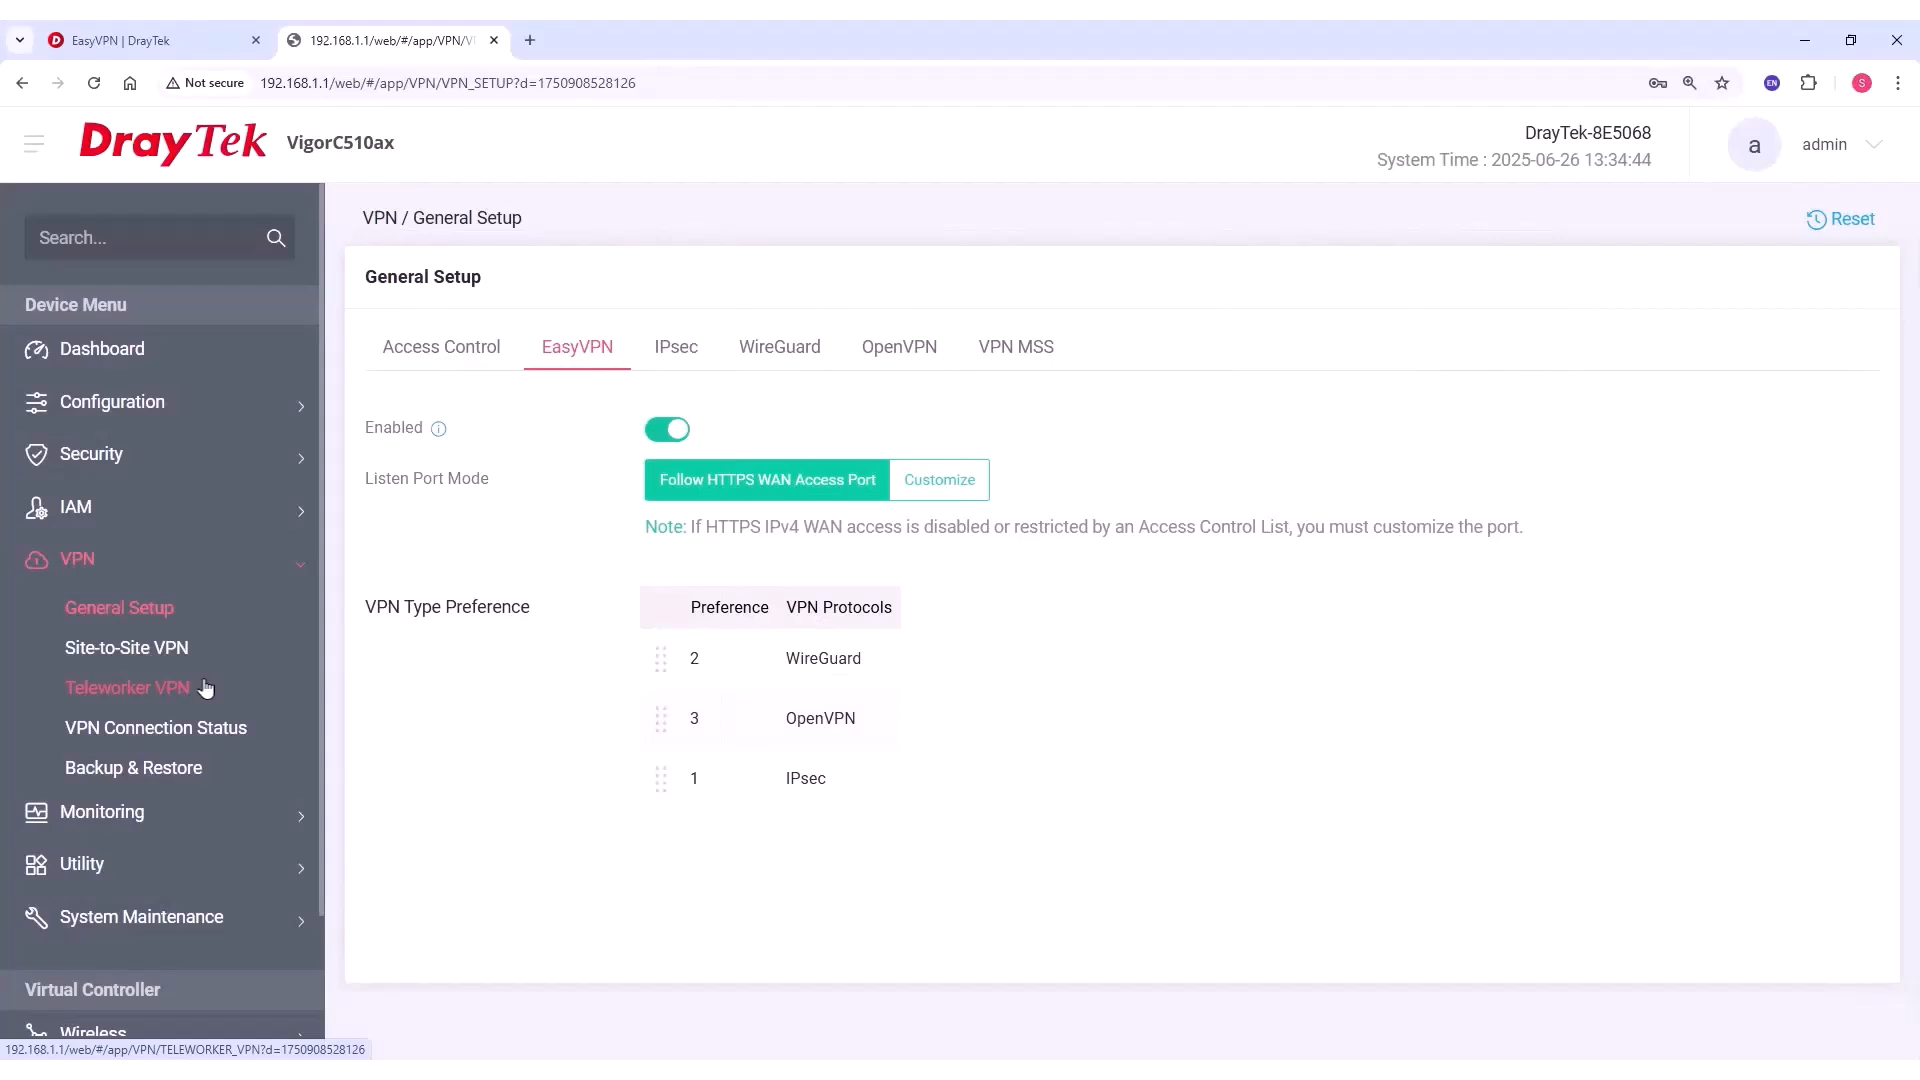 EasyVPN | DrayTek
192.168.1.1/web/#/app/VPN/V
Not secure
192.168.1.1/web/#/app/VPN/VPN_SETUP?d=1750908528126
EN
S
DrayTek
VigorC510ax
DrayTek-8E5068
System Time : 2025-06-26 13:34:44
a
admin
Search...
Device Menu
Dashboard
Configuration
Security
IAM
VPN
General Setup
Site-to-Site VPN
Teleworker VPN
VPN Connection Status
Backup & Restore
Monitoring
Utility
System Maintenance
Virtual Controller
Wireless
192.168.1.1/web/#/app/VPN/TELEWORKER_VPN?d=1750908528126
VPN / General Setup
Reset
General Setup
Access Control EasyVPN IPsec WireGuard OpenVPN VPN MSS
Enabled
Listen Port Mode
Follow HTTPS WAN Access Port Customize
Note: If HTTPS IPv4 WAN access is disabled or restricted by an Access Control List, you must customize the port.
VPN Type Preference
Preference VPN Protocols
2 WireGuard
3 OpenVPN
1 IPsec